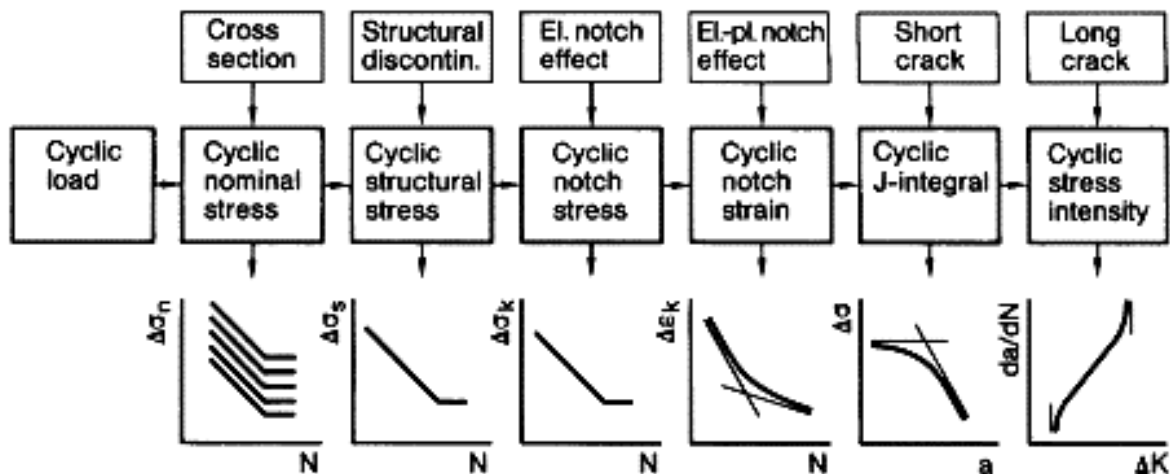 Cross
section
Structural
discontin.
El. notch
effect
El.-pl. notch
effect
Short
crack
Long
crack
Cyclic
load
Cyclic
nominal
stress
Cyclic
structural
stress
Cyclic
notch
stress
Cyclic
notch
strain
Cyclic
J-integral
Cyclic
stress
intensity
Δσn
N
Δσs
N
Δσk
N
Δεk
N
Δσ
a
da/dN
ΔK